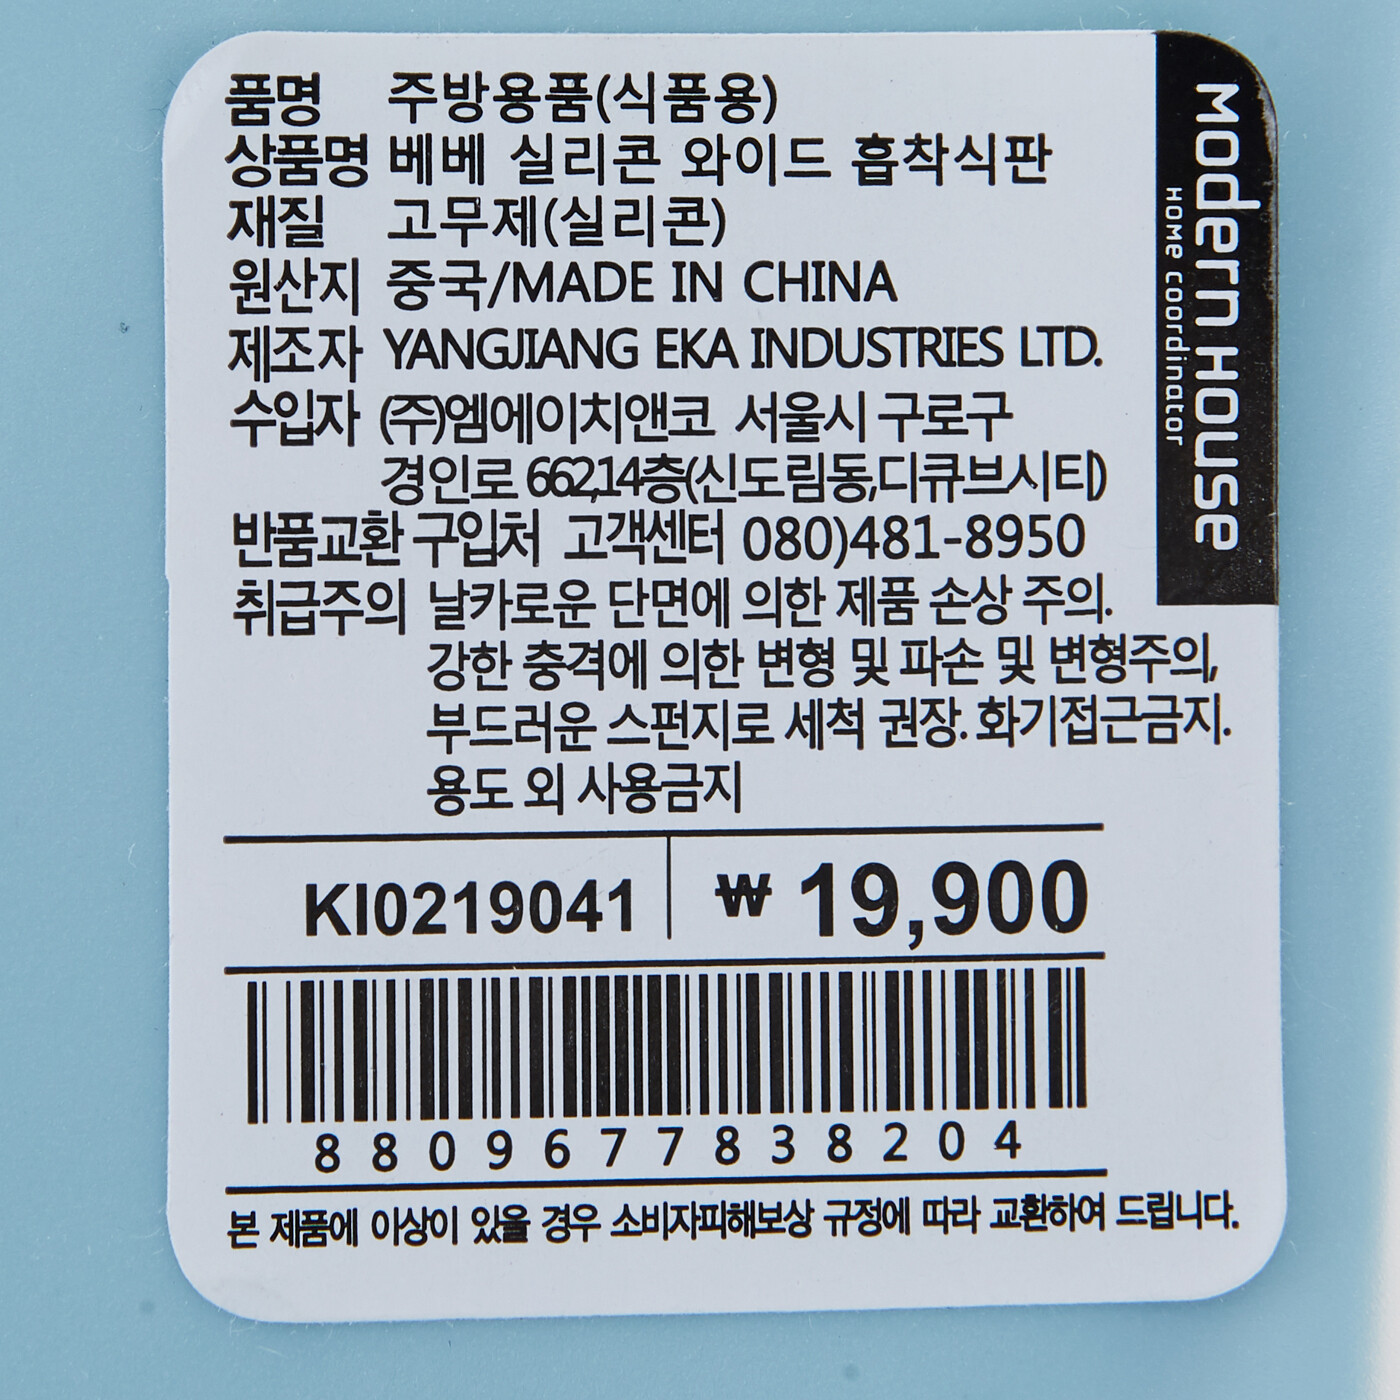 품명 주방용품(식품용)
상품명 베베 실리콘 와이드 흡착식판
재질 고무제(실리콘)
원산지 중국/MADE IN CHINA
제조자 YANGJIANG EKA INDUSTRIES LTD.
수입자 (주)엠에이치앤코 서울시 구로구
경인로 662,14층(신도림동,디큐브시티)
반품교환 구입처 고객센터 080)481-8950
취급주의 날카로운 단면에 의한 제품 손상 주의.
강한 충격에 의한 변형 및 파손 및 변형주의,
부드러운 스펀지로 세척 권장. 화기접근금지.
용도 외 사용금지
KI0219041 ₩ 19,900
8809677838204
본 제품에 이상이 있을 경우 소비자피해보상 규정에 따라 교환하여 드립니다.
modern house
home coordinator